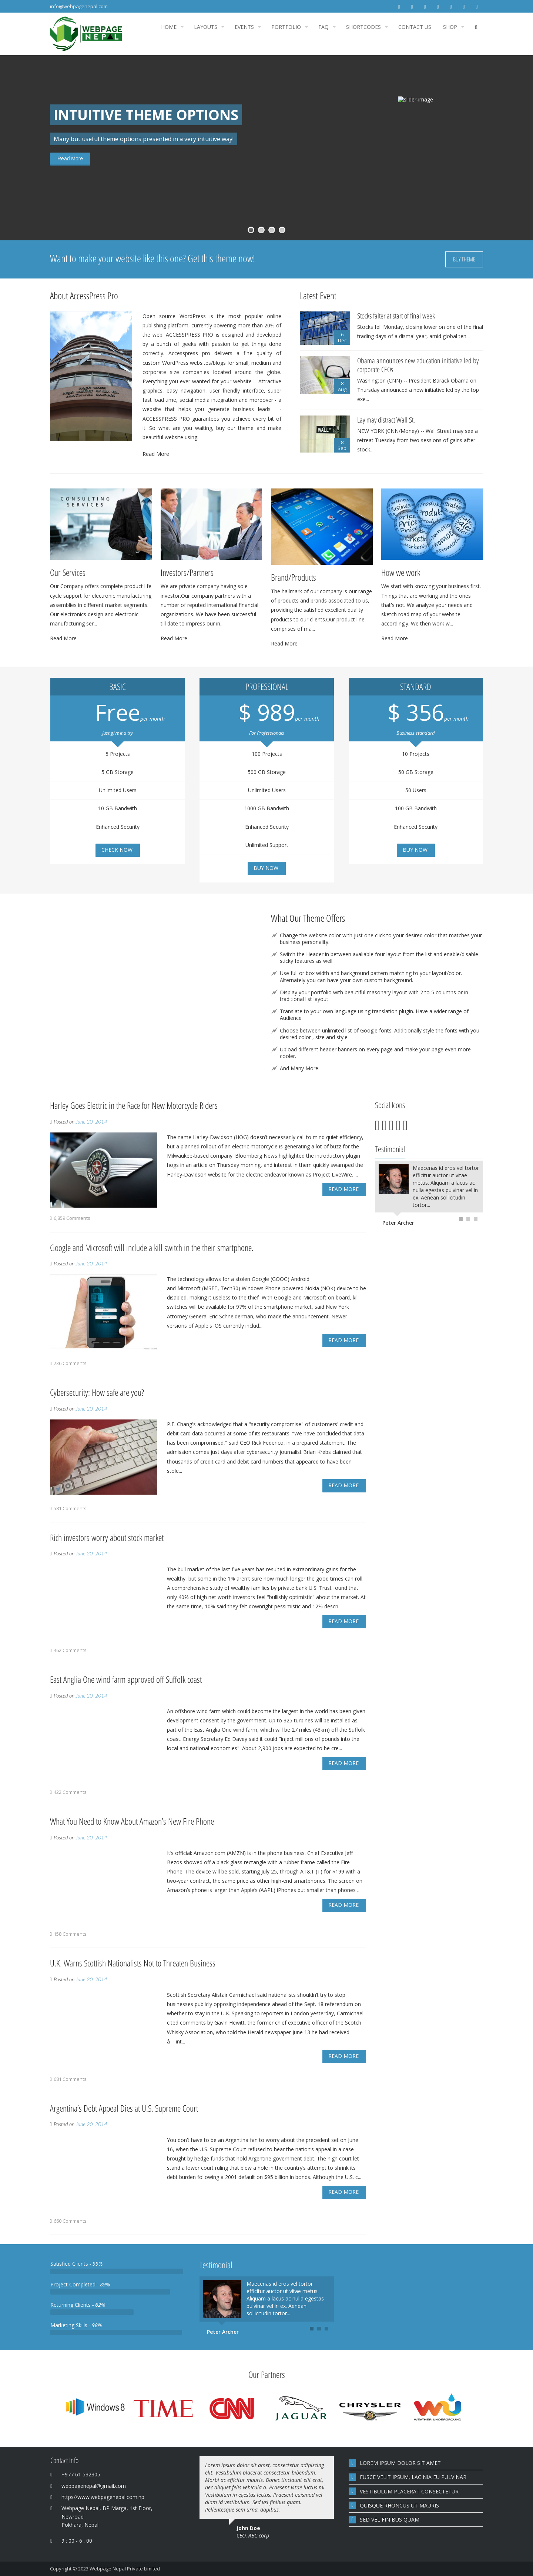 info@webpagenepal.com
WEBPAGE
NEPAL
HOME
LAYOUTS
EVENTS
PORTFOLIO
FAQ
SHORTCODES
CONTACT US
SHOP
INTUITIVE THEME OPTIONS
Many but useful theme options presented in a very intuitive way!
Read More
slider-image
Want to make your website like this one? Get this theme now!
BUY THEME
About AccessPress Pro
Open source WordPress is the most popular online
publishing platform, currently powering more than 20% of
the web. ACCESSPRESS PRO is designed and developed
by a bunch of geeks with passion to get things done
correctly. Accesspress pro delivers a fine quality of
custom WordPress websites/blogs for small, medium and
corporate size companies located around the globe.
Everything you ever wanted for your website - Attractive
graphics, easy navigation, user friendly interface, super
fast load time, social media integration and moreover - a
website that helps you generate business leads! -
ACCESSPRESS PRO guarantees you achieve every bit of
it. So what are you waiting, buy our theme and make
beautiful website using...
Read More
Latest Event
6
Dec
Stocks falter at start of final week
Stocks fell Monday, closing lower on one of the final
trading days of a dismal year, amid global ten...
8
Aug
Obama announces new education initiative led by
corporate CEOs
Washington (CNN) -- President Barack Obama on
Thursday announced a new initiative led by the top
exe...
8
Sep
Lay may distract Wall St.
NEW YORK (CNN/Money) -- Wall Street may see a
retreat Tuesday from two sessions of gains after
stock...
CONSULTING
SERVICES
Our Services
Our Company offers complete product life
cycle support for electronic manufacturing
assemblies in different market segments.
Our electronics design and electronic
manufacturing ser...
Read More
Investors/Partners
We are private company having sole
investor.Our company partners with a
number of reputed international financial
organizations. We have been successful
till date to impress our in...
Read More
Brand/Products
The hallmark of our company is our range
of products and brands associated to us,
providing the satisfied excellent quality
products to our clients.Our product line
comprises of ma...
Read More
How we work
We start with knowing your business first.
Things that are working and the ones
that's not. We analyze your needs and
sketch road map of your website
accordingly. We then work w...
Read More
BASIC
Free per month
Just give it a try
5 Projects
5 GB Storage
Unlimited Users
10 GB Bandwith
Enhanced Security
CHECK NOW
PROFESSIONAL
$ 989 per month
For Professionals
100 Projects
500 GB Storage
Unlimited Users
1000 GB Bandwith
Enhanced Security
Unlimited Support
BUY NOW
STANDARD
$ 356 per month
Business standard
10 Projects
50 GB Storage
50 Users
100 GB Bandwith
Enhanced Security
BUY NOW
What Our Theme Offers
Change the website color with just one click to your desired color that matches your
business personality.
Switch the Header in between avaliable four layout from the list and enable/disable
sticky features as well.
Use full or box width and background pattern matching to your layout/color.
Alternately you can have your own custom background.
Display your portfolio with beautiful masonary layout with 2 to 5 columns or in
traditional list layout
Translate to your own language using translation plugin. Have a wider range of
Audience
Choose between unlimited list of Google fonts. Additionally style the fonts with you
desired color , size and style
Upload different header banners on every page and make your page even more
cooler.
And Many More..
Harley Goes Electric in the Race for New Motorcycle Riders
Posted on June 20, 2014
The name Harley-Davidson (HOG) doesn't necessarily call to mind quiet efficiency,
but a planned rollout of an electric motorcycle is generating a lot of buzz for the
Milwaukee-based company. Bloomberg News highlighted the introductory plugin
hogs in an article on Thursday morning, and interest in them quickly swamped the
Harley-Davidson website for the electric endeavor known as Project LiveWire. ...
READ MORE
6,859 Comments
Google and Microsoft will include a kill switch in the their smartphone.
Posted on June 20, 2014
The technology allows for a stolen Google (GOOG) Android
and Microsoft (MSFT, Tech30) Windows Phone-powered Nokia (NOK) device to be
disabled, making it useless to the thief With Google and Microsoft on board, kill
switches will be available for 97% of the smartphone market, said New York
Attorney General Eric Schneiderman, who made the announcement. Newer
versions of Apple's iOS currently includ...
READ MORE
236 Comments
Cybersecurity: How safe are you?
Posted on June 20, 2014
P.F. Chang's acknowledged that a "security compromise" of customers' credit and
debit card data occurred at some of its restaurants. "We have concluded that data
has been compromised," said CEO Rick Federico, in a prepared statement. The
admission comes just days after cybersecurity journalist Brian Krebs claimed that
thousands of credit card and debit card numbers that appeared to have been
stole...
READ MORE
581 Comments
Rich investors worry about stock market
Posted on June 20, 2014
The bull market of the last five years has resulted in extraordinary gains for the
wealthy, but some in the 1% aren't sure how much longer the good times can roll.
A comprehensive study of wealthy families by private bank U.S. Trust found that
only 40% of high net worth investors feel "bullishly optimistic" about the market. At
the same time, 10% said they felt downright pessimistic and 12% descri...
READ MORE
462 Comments
East Anglia One wind farm approved off Suffolk coast
Posted on June 20, 2014
An offshore wind farm which could become the largest in the world has been given
development consent by the government. Up to 325 turbines will be installed as
part of the East Anglia One wind farm, which will be 27 miles (43km) off the Suffolk
coast. Energy Secretary Ed Davey said it could "inject millions of pounds into the
local and national economies". About 2,900 jobs are expected to be cre...
READ MORE
422 Comments
What You Need to Know About Amazon's New Fire Phone
Posted on June 20, 2014
It's official: Amazon.com (AMZN) is in the phone business. Chief Executive Jeff
Bezos showed off a black glass rectangle with a rubber frame called the Fire
Phone. The device will be sold, starting July 25, through AT&T (T) for $199 with a
two-year contract, the same price as other high-end smartphones. The screen on
Amazon's phone is larger than Apple's (AAPL) iPhones but smaller than phones ...
READ MORE
708 Comments
U.K. Warns Scottish Nationalists Not to Threaten Business
Posted on June 20, 2014
Scottish Secretary Alistair Carmichael said nationalists shouldn't try to stop
businesses publicly opposing independence ahead of the Sept. 18 referendum on
whether to stay in the U.K. Speaking to reporters in London yesterday, Carmichael
cited comments by Gavin Hewitt, the former chief executive officer of the Scotch
Whisky Association, who told the Herald newspaper June 13 he had received
â int...
READ MORE
681 Comments
Argentina's Debt Appeal Dies at U.S. Supreme Court
Posted on June 20, 2014
You don't have to be an Argentina fan to worry about the precedent set on June
16, when the U.S. Supreme Court refused to hear the nation's appeal in a case
brought by hedge funds that hold Argentine government debt. The high court let
stand a lower court ruling that blew a hole in the country's attempt to shrink its
debt burden following a 2001 default on $95 billion in bonds. Although the U.S. c...
READ MORE
680 Comments
Social Icons
Testimonial
Maecenas id eros vel tortor
efficitur auctor ut vitae
metus. Aliquam a lacus ac
nulla egestas pulvinar vel in
ex. Aenean sollicitudin
tortor...
Peter Archer
Satisfied Clients - 99%
Project Completed - 89%
Returning Clients - 62%
Marketing Skills - 98%
Testimonial
Maecenas id eros vel tortor
efficitur auctor ut vitae metus.
Aliquam a lacus ac nulla egestas
pulvinar vel in ex. Aenean
sollicitudin tortor...
Peter Archer
Our Partners
Windows 8
TIME
CNN
JAGUAR
CHRYSLER
wu
WEATHER UNDERGROUND
Contact Info
+977 61 532305
webpagenepal@gmail.com
https//www.webpagenepal.com.np
Webpage Nepal, BP Marga, 1st Floor,
Newroad
Pokhara, Nepal
9 : 00 - 6 : 00
Lorem ipsum dolor sit amet, consectetur adipiscing
elit. Vestibulum placerat consectetur bibendum.
Morbi ac efficitur mauris. Donec tincidunt elit erat,
nec aliquet felis vehicula a. Praesent vitae luctus mi.
Vestibulum in egestas lectus, Praesent euismod vel
diam id vestibulum. Sed ut finibus quam.
Pellentesque sem urna, dapibus.
John Doe
CEO, ABC corp
LOREM IPSUM DOLOR SIT AMET
FUSCE VELIT IPSUM, LACINIA EU PULVINAR
VESTIBULUM PLACERAT CONSECTETUR
QUISQUE RHONCUS UT MAURIS
SED VEL FINIBUS QUAM
Copyright © 2023 Webpage Nepal Private Limited